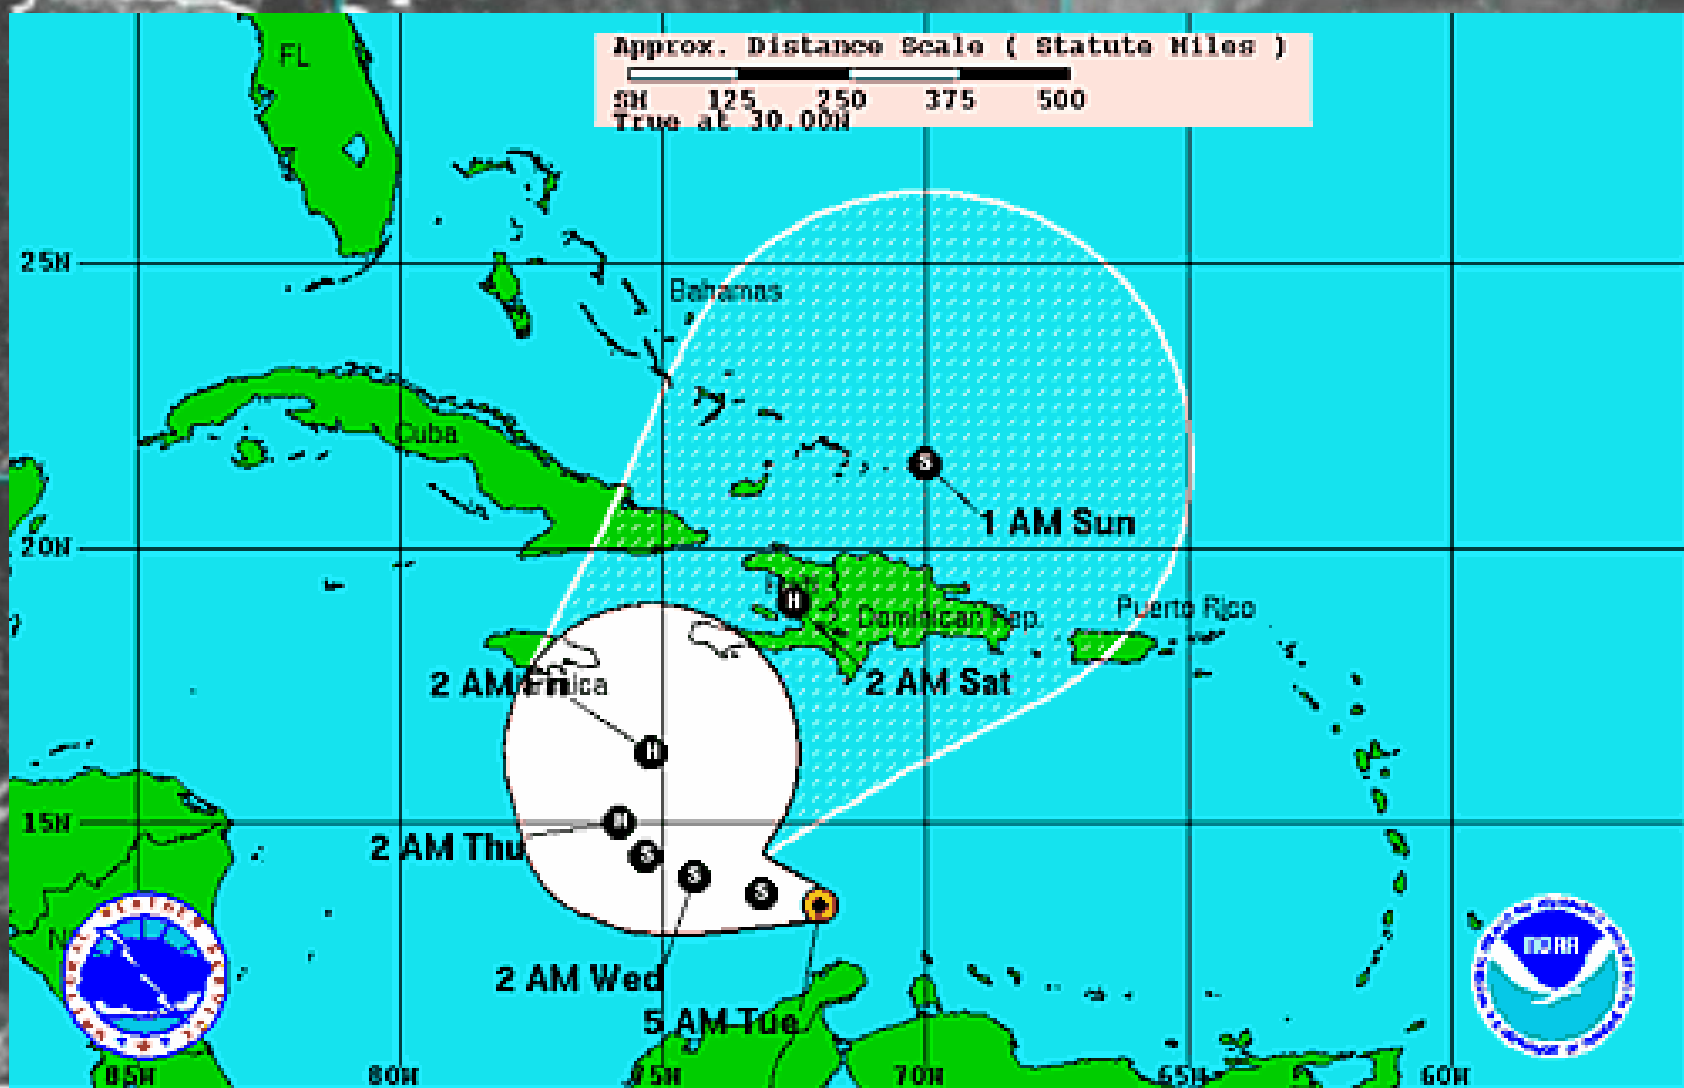 FL
Approx. Distance Scale ( Statute Miles )
SM 125 250 375 500
True at 30.00N
25N
Bahamas
Cuba
1 AM Sun
20N
Haiti
Dominican Rep.
Puerto Rico
2 AM Fri
2 AM Sat
H
H
H
S
S
S
S
15N
2 AM Thu
2 AM Wed
5 AM Tue
NOAA
85W 80W 75W 70W 65W 60W